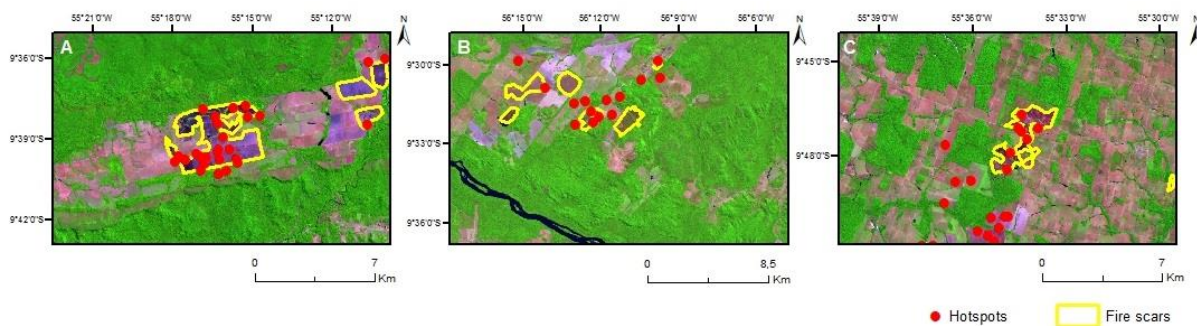 55°18'0"W 55°15'0"W 55°12'0"W N
A
9°36'0"S
9°39'0"S
9°42'0"S
0 7
Km
56°15'0"W 56°12'0"W 56°9'0"W 56°6'0"W N
B
9°30'0"S
9°33'0"S
9°36'0"S
0 8,5
Km
55°39'0"W 55°36'0"W 55°33'0"W 55°30'0"W N
C
9°45'0"S
9°48'0"S
0 7
Km
Hotspots Fire scars